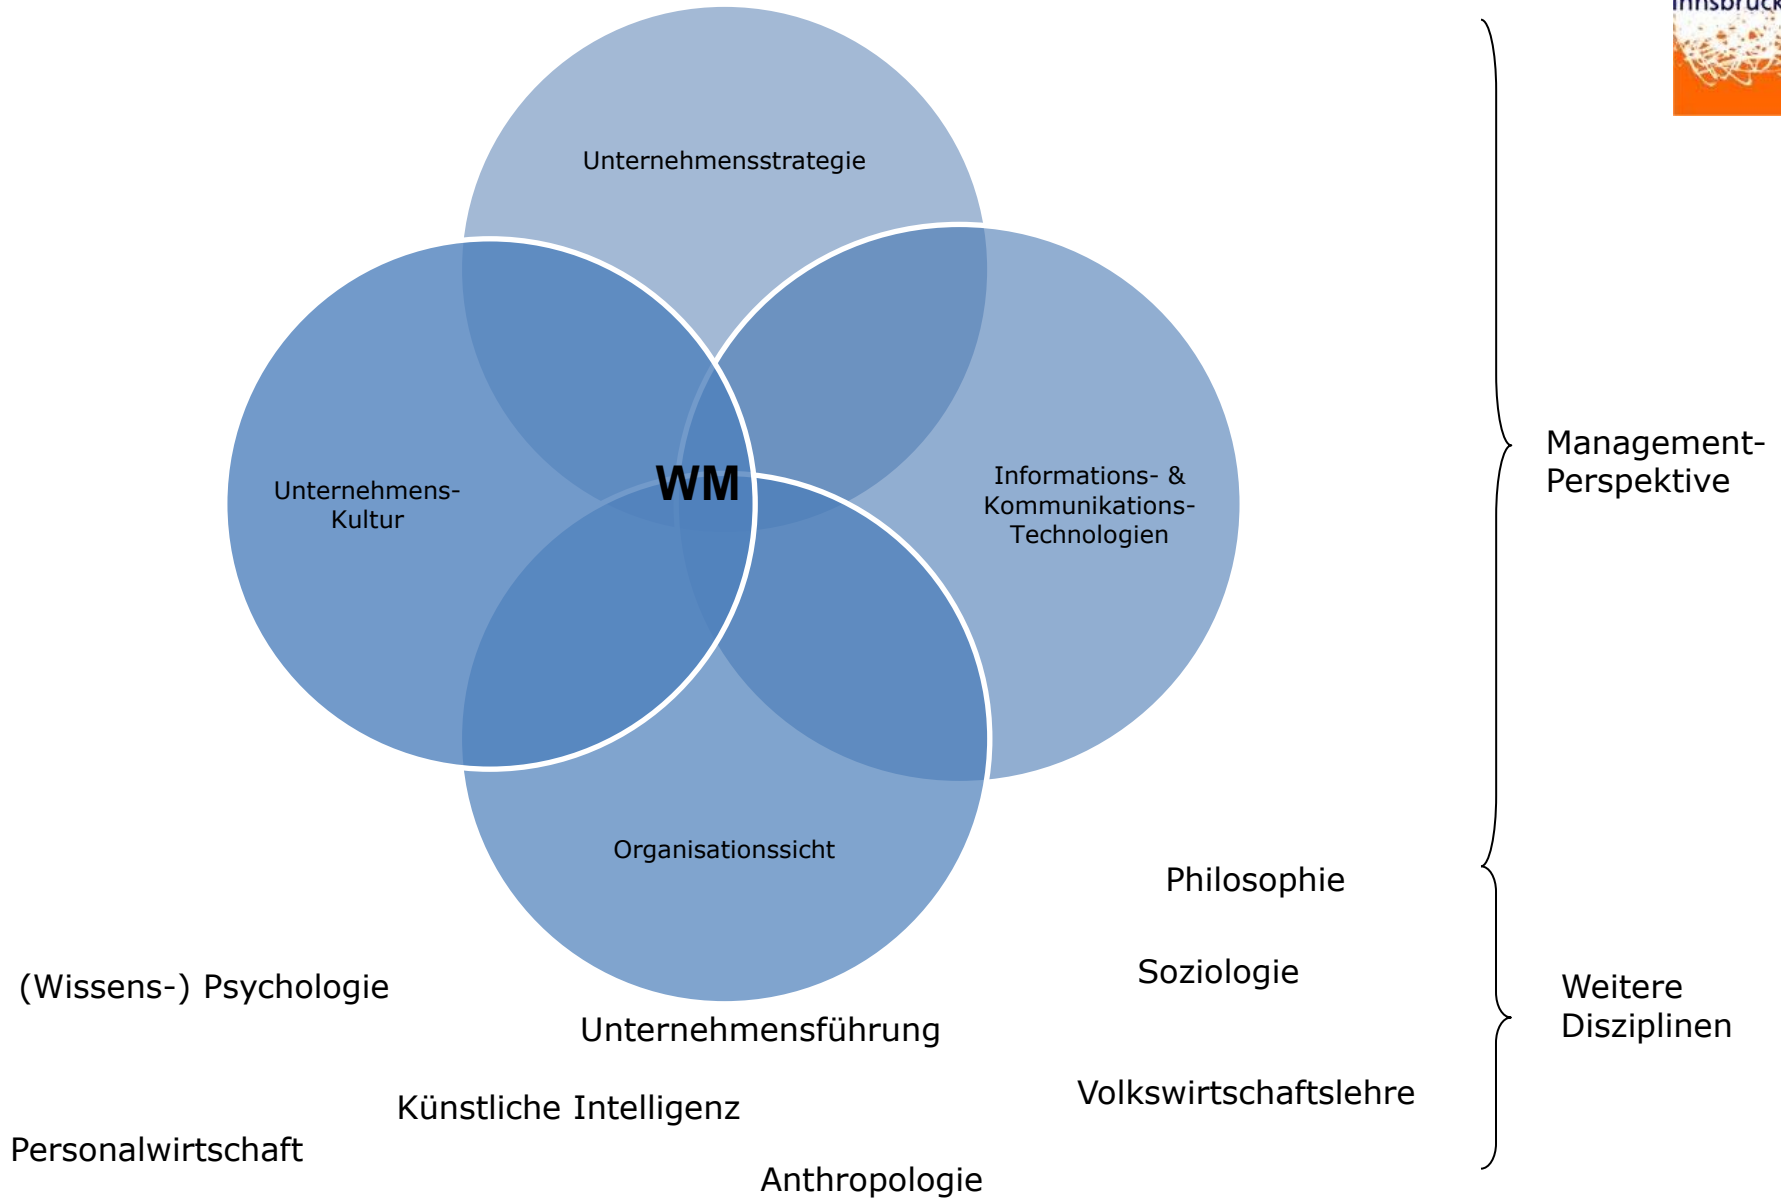 innsbruck
Unternehmensstrategie
Unternehmens-
Kultur
WM
Informations- &
Kommunikations-
Technologien
Management-
Perspektive
Organisationssicht
Philosophie
(Wissens-) Psychologie
Soziologie
Weitere
Disziplinen
Unternehmensführung
Künstliche Intelligenz
Volkswirtschaftslehre
Personalwirtschaft
Anthropologie